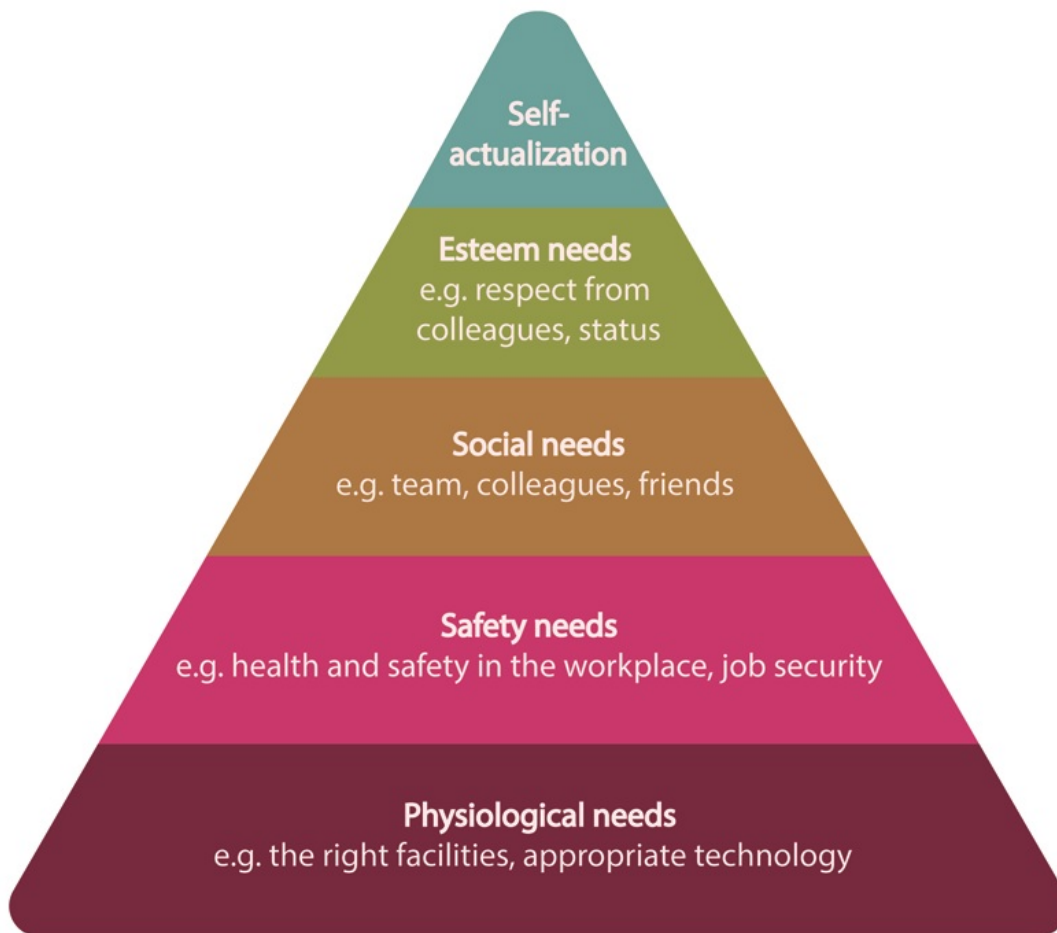 Self-
actualization
Esteem needs
e.g. respect from
colleagues, status
Social needs
e.g. team, colleagues, friends
Safety needs
e.g. health and safety in the workplace, job security
Physiological needs
e.g. the right facilities, appropriate technology